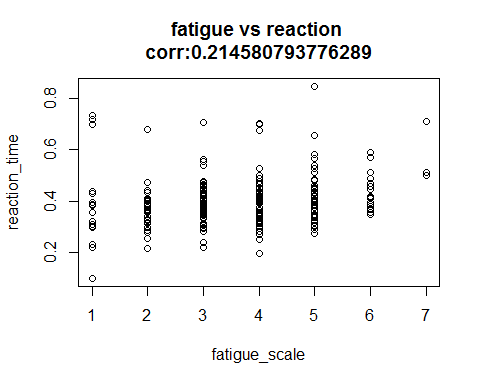 fatigue vs reaction
corr:0.214580793776289
0.8
0.6
0.4
0.2
reaction_time
1 2 3 4 5 6 7
fatigue_scale